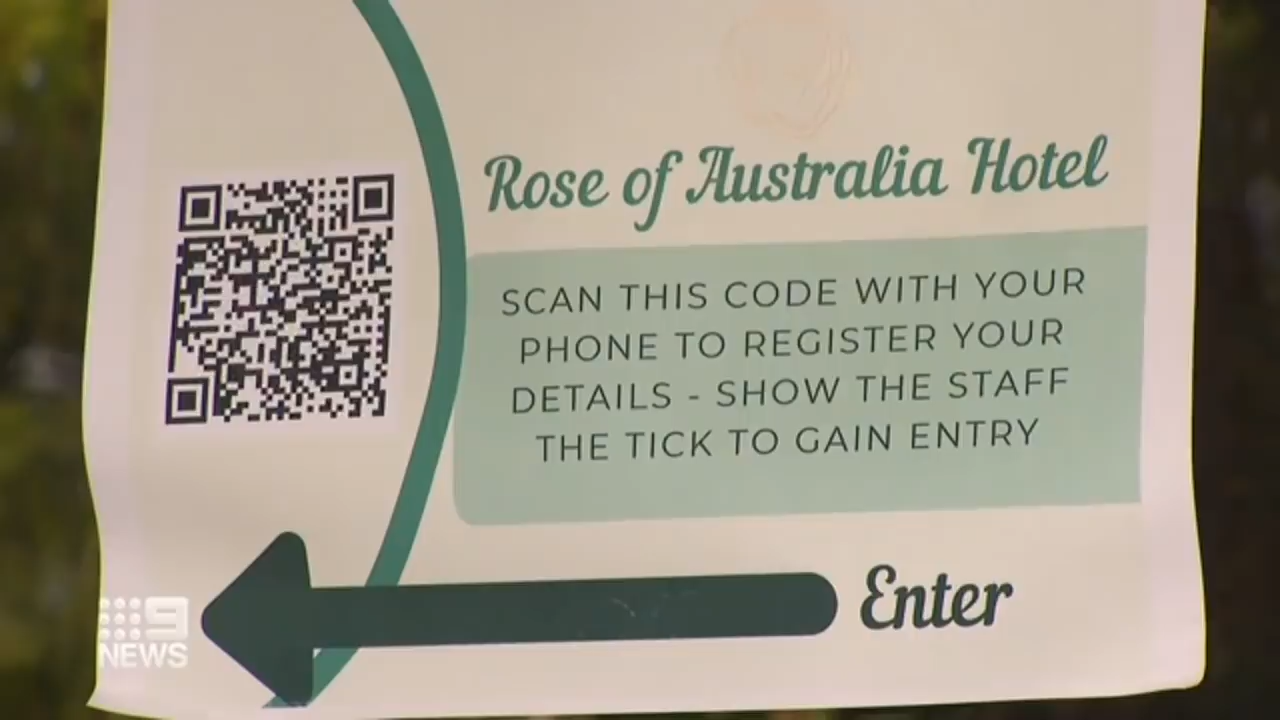 Rose of Australia Hotel
SCAN THIS CODE WITH YOUR
PHONE TO REGISTER YOUR
DETAILS - SHOW THE STAFF
THE TICK TO GAIN ENTRY
Enter
9
NEWS